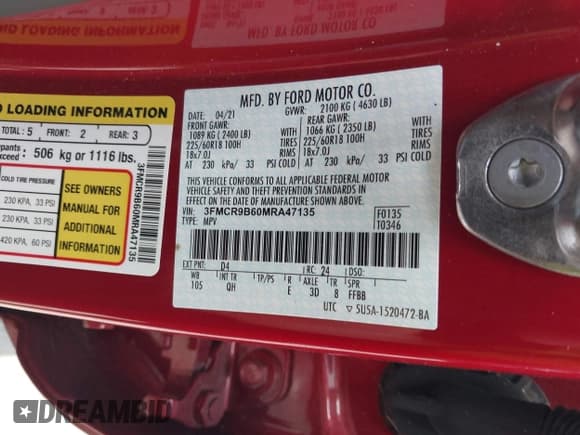 LOADING INFORMATION
TOTAL: 5 FRONT: 2 REAR: 3
506 kg or 1116 lbs.
COLD TIRE PRESSURE
230 KPA, 33 PSI
230 KPA, 33 PSI
420 KPA, 60 PSI
SEE OWNERS
MANUAL FOR
ADDITIONAL
INFORMATION
3FMCR9B60MRA47135
MFD. BY FORD MOTOR CO.
DATE: 04/21 GVWR: 2100 KG ( 4630 LB)
FRONT GAWR: REAR GAWR:
1089 KG ( 2400 LB) WITH 1066 KG ( 2350 LB) WITH
225/60R18 100H TIRES 225/60R18 100H TIRES
18x7.0J RIMS 18x7.0J RIMS
AT 230 kPa/ 33 PSI COLD AT 230 kPa/ 33 PSI COLD
THIS VEHICLE CONFORMS TO ALL APPLICABLE FEDERAL MOTOR
VEHICLE SAFETY AND THEFT PREVENTION STANDARDS IN
EFFECT ON THE DATE OF MANUFACTURE SHOWN ABOVE.
VIN: 3FMCR9B60MRA47135 F0135
TYPE: MPV T0346
EXT PNT: D4 RC: 24 DSO:
WB INT TR TP/PS R AX TR SPR
105 QH E 3D 8 FFBB
UTC ▽ 5U5A-1520472-BA
DREAMBID